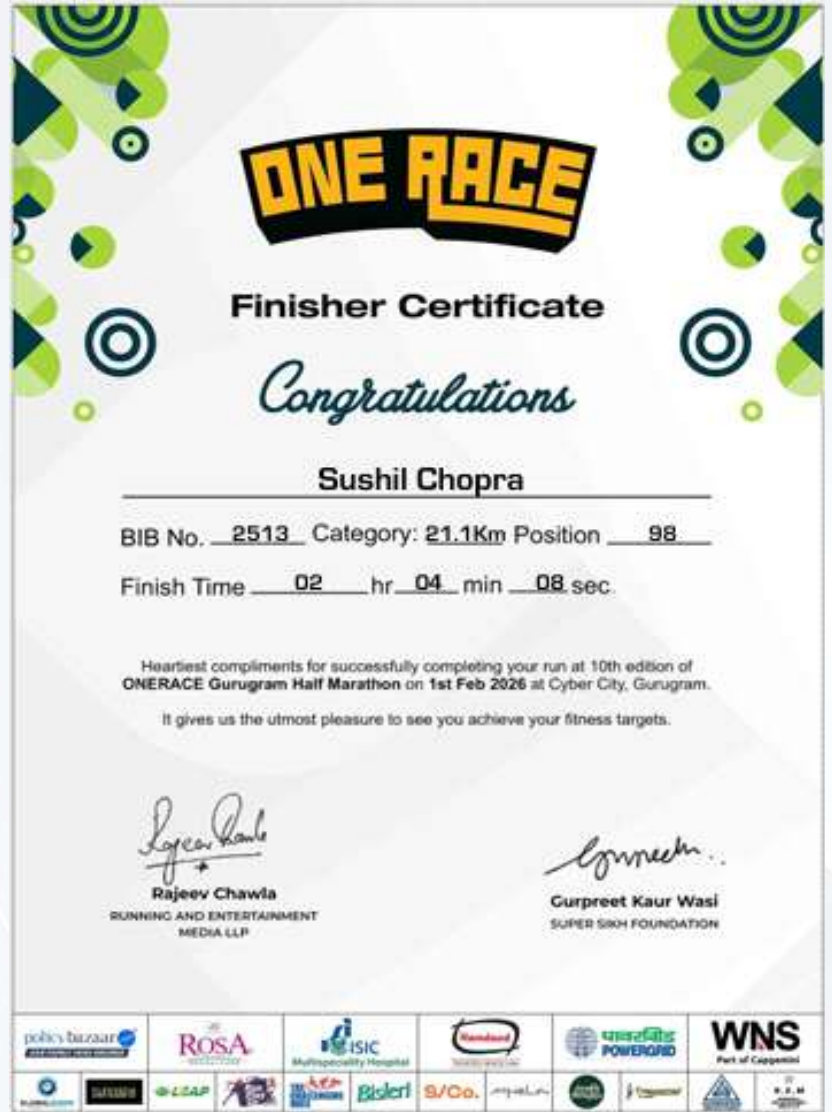 ONE RACE
Finisher Certificate
Congratulations
Sushil Chopra
BIB No. 2513 Category: 21.1Km Position 98
Finish Time 02 hr 04 min 08 sec
Heartiest compliments for successfully completing your run at 10th edition of
ONERACE Gurugram Half Marathon on 1st Feb 2026 at Cyber City, Gurugram.
It gives us the utmost pleasure to see you achieve your fitness targets.
Rajeev Chawla
RUNNING AND ENTERTAINMENT
MEDIA LLP
Gurpreet Kaur Wasi
SUPER SIKH FOUNDATION
policy bazaar
ROSA
ISIC
Multispeciality Hospital
Hamdard
पावरग्रिड
POWERGRID
WNS
Part of Capgemini
LEAP
Bisleri
S/Co.